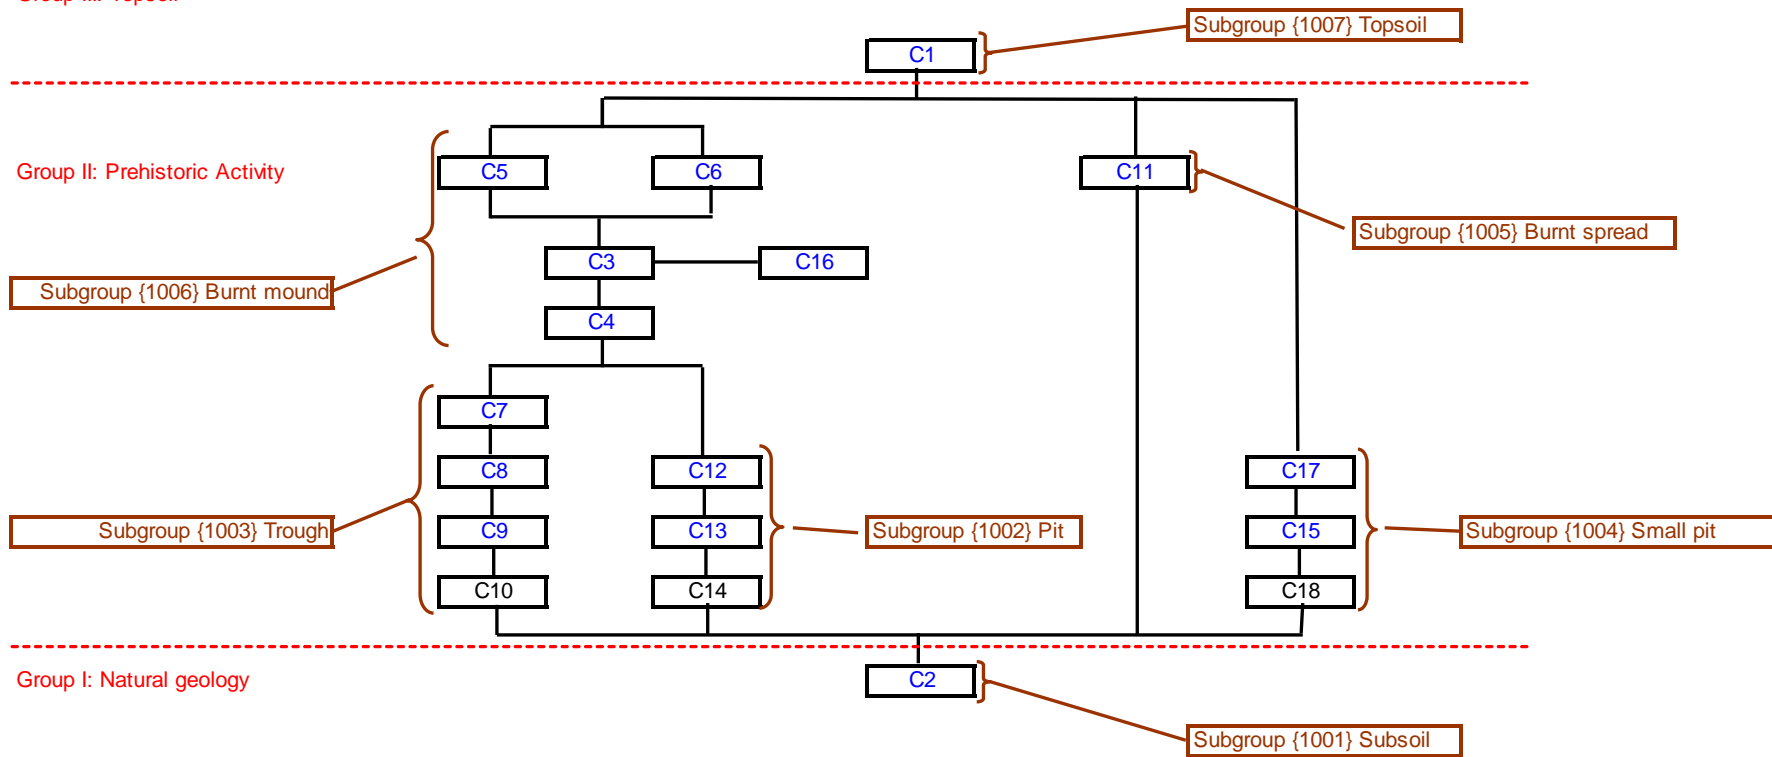 Subgroup {1007} Topsoil
C1
Group II: Prehistoric Activity
C5
C6
C11
Subgroup {1005} Burnt spread
C3
C16
Subgroup {1006} Burnt mound
C4
C7
C8
C12
C17
Subgroup {1003} Trough
C9
C13
Subgroup {1002} Pit
C15
Subgroup {1004} Small pit
C10
C14
C18
Group I: Natural geology
C2
Subgroup {1001} Subsoil